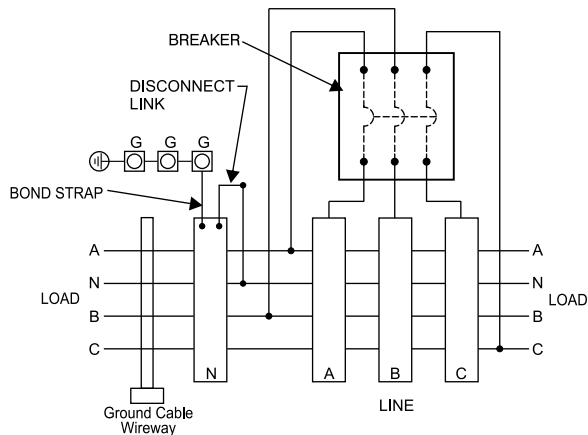 BREAKER
DISCONNECT
LINK
G G G
BOND STRAP
A A
N N
LOAD LOAD
B B
C C
N A B C
LINE
Ground Cable
Wireway